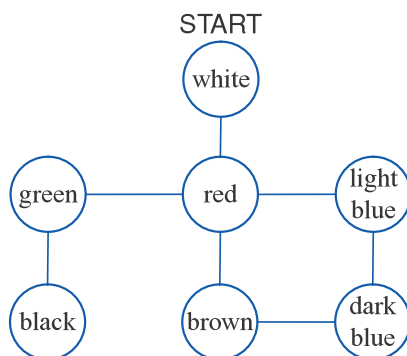 START
white
green
red
light
blue
black
brown
dark
blue